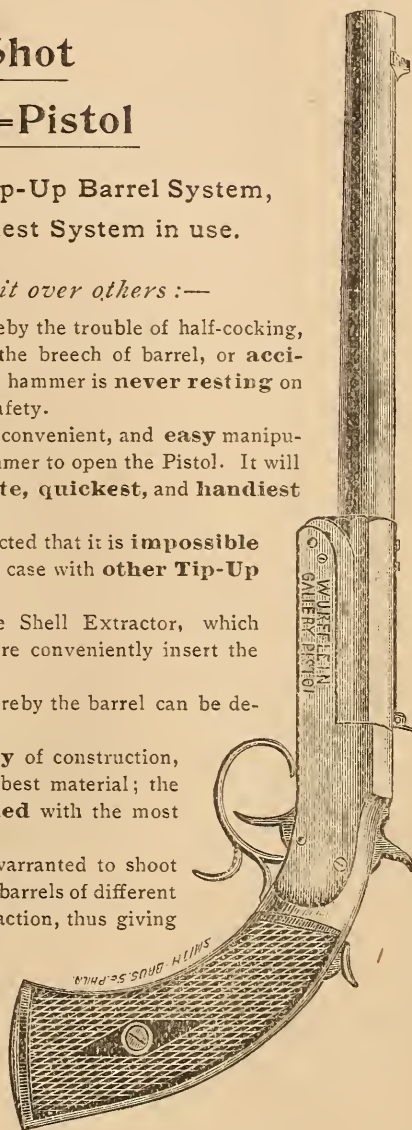 Shot
=Pistol
p-Up Barrel System,
est System in use.
it over others :—
eby the trouble of half-cocking,
the breech of barrel, or acci-
hammer is never resting on
afety.
convenient, and easy manipu-
mmer to open the Pistol. It will
te, quickest, and handiest
cted that it is impossible
case with other Tip-Up
e Shell Extractor, which
re conveniently insert the
reby the barrel can be de-
y of construction,
best material; the
ed with the most
warranted to shoot
barrels of different
action, thus giving
WURFFLEIN
GALLERY PISTOL
SMITH BROS. Sc. PHILA.